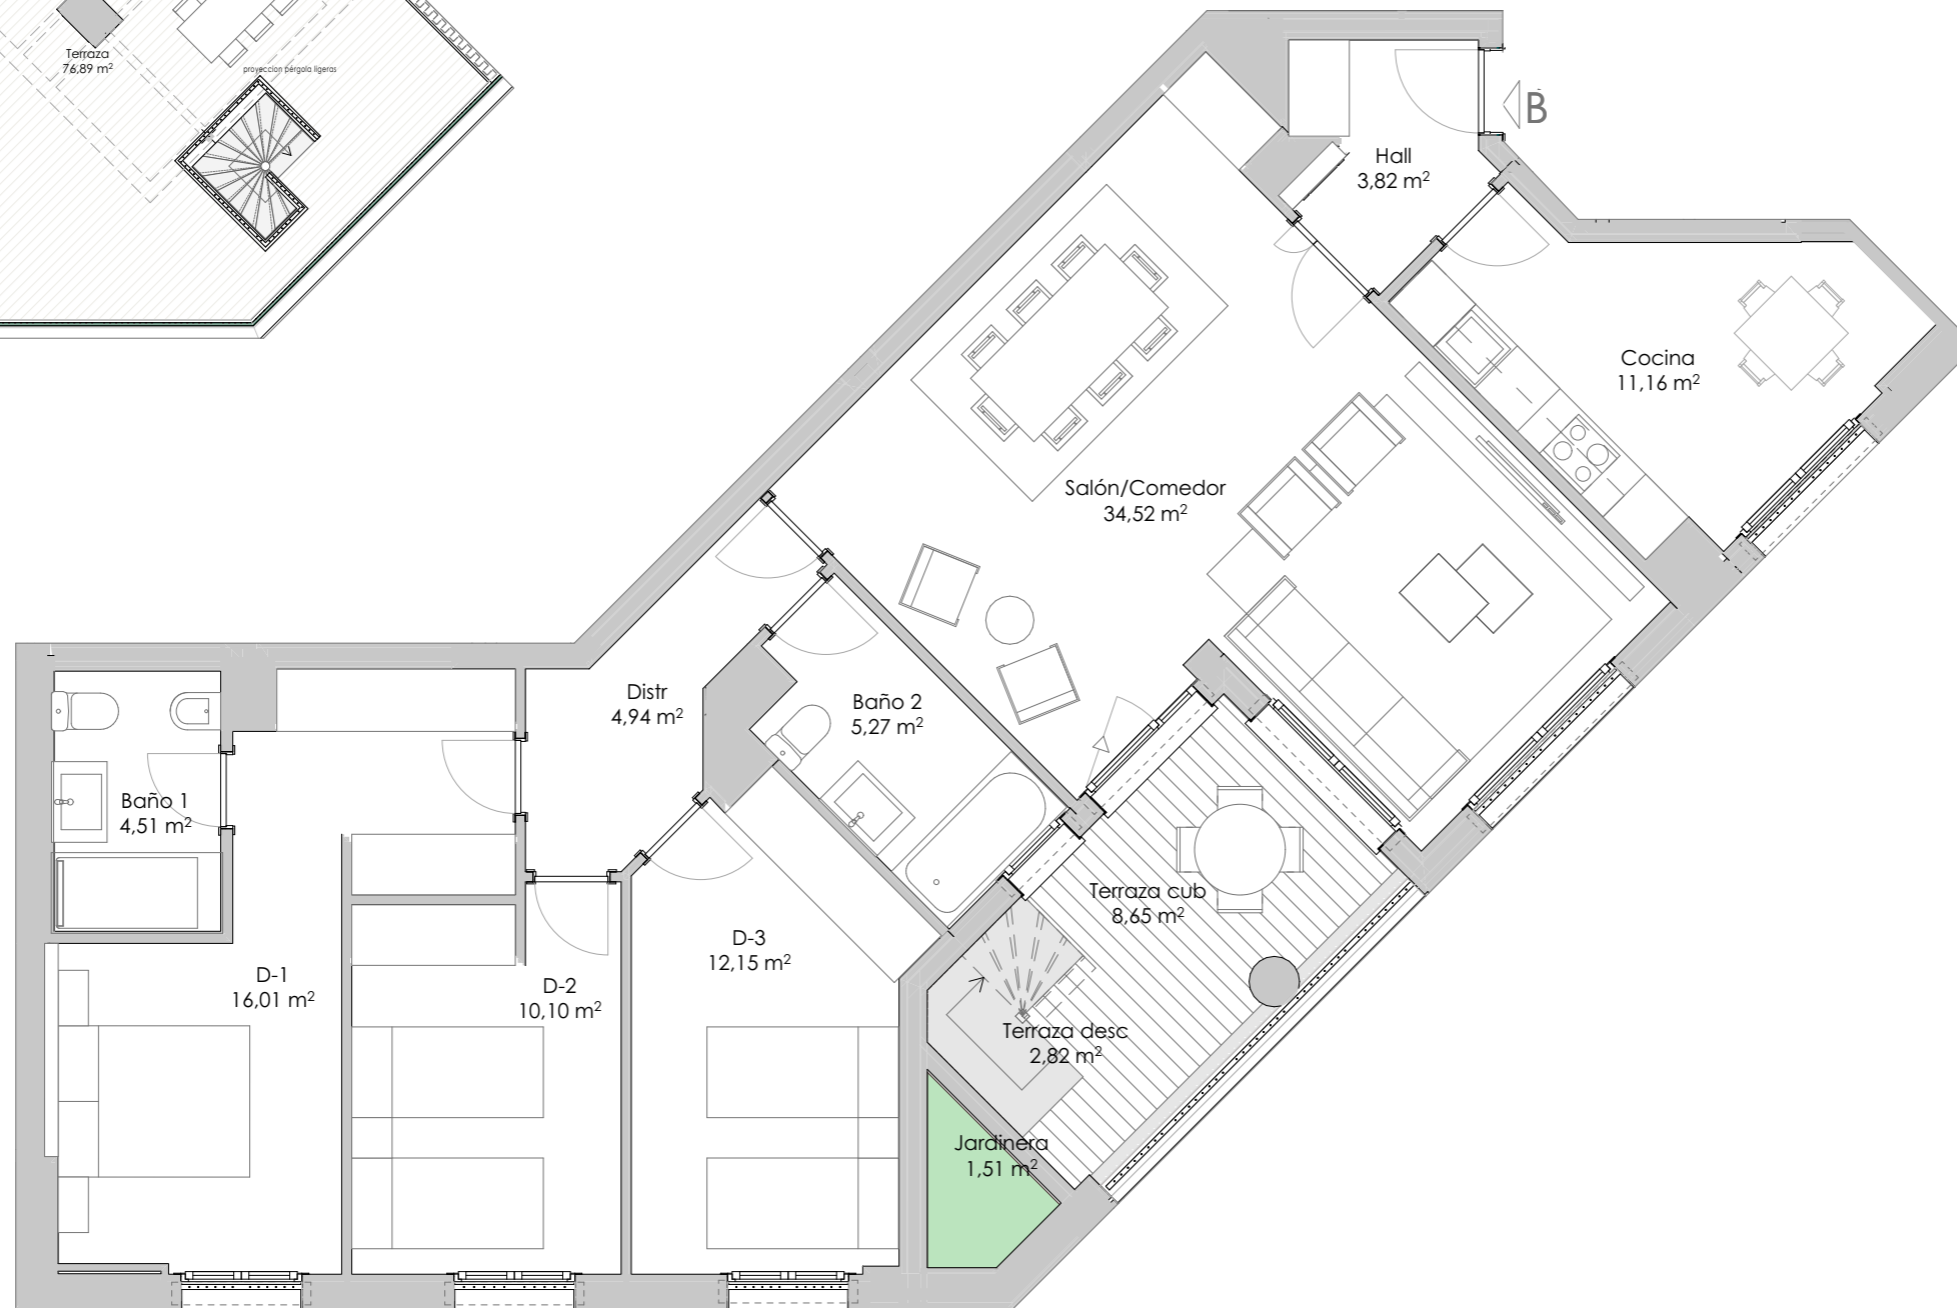 Terraza
76,89 m²
proyeccion pérgola ligeras
B
Hall
3,82 m²
Cocina
11,16 m²
Salón/Comedor
34,52 m²
Distr
4,94 m²
Baño 2
5,27 m²
Baño 1
4,51 m²
Terraza cub
8,65 m²
D-3
12,15 m²
D-1
16,01 m²
D-2
10,10 m²
Terraza desc
2,82 m²
Jardinera
1,51 m²